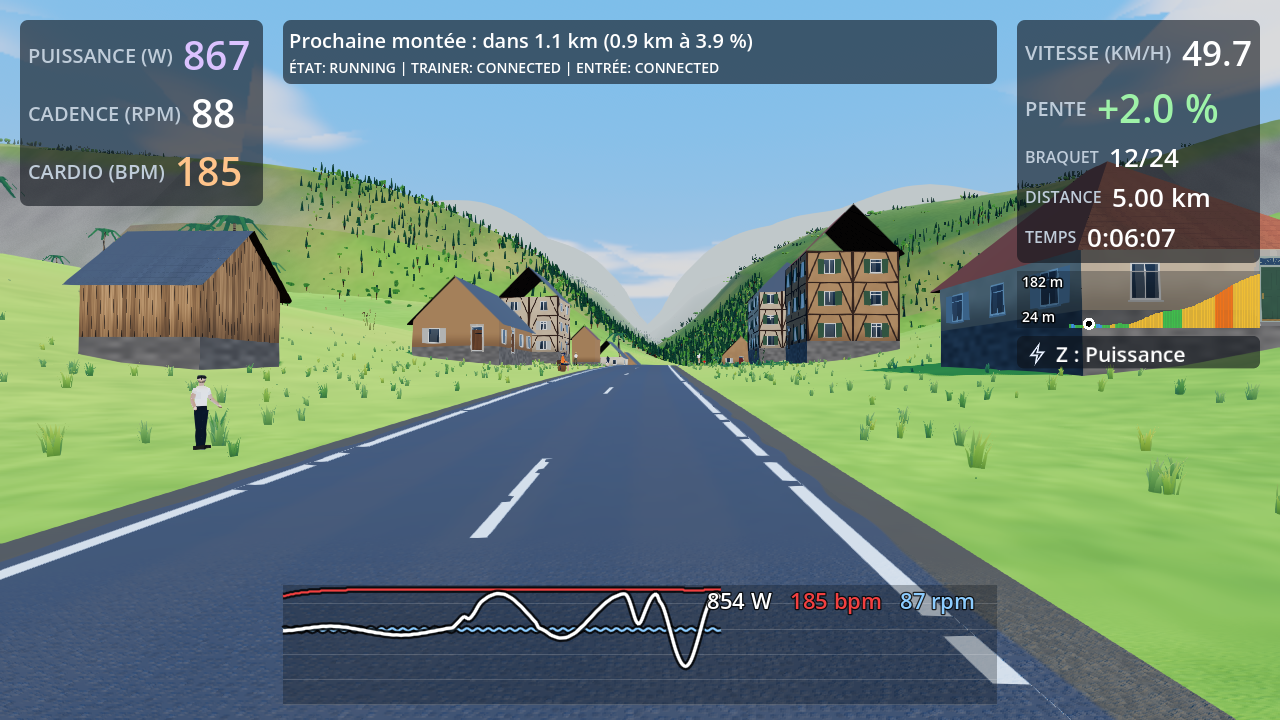 PUISSANCE (W) 867
CADENCE (RPM) 88
CARDIO (BPM) 185
Prochaine montée : dans 1.1 km (0.9 km à 3.9 %)
ÉTAT: RUNNING | TRAINER: CONNECTED | ENTRÉE: CONNECTED
VITESSE (KM/H) 49.7
PENTE +2.0 %
BRAQUET 12/24
DISTANCE 5.00 km
TEMPS 0:06:07
182 m
24 m
Z : Puissance
854 W 185 bpm 87 rpm